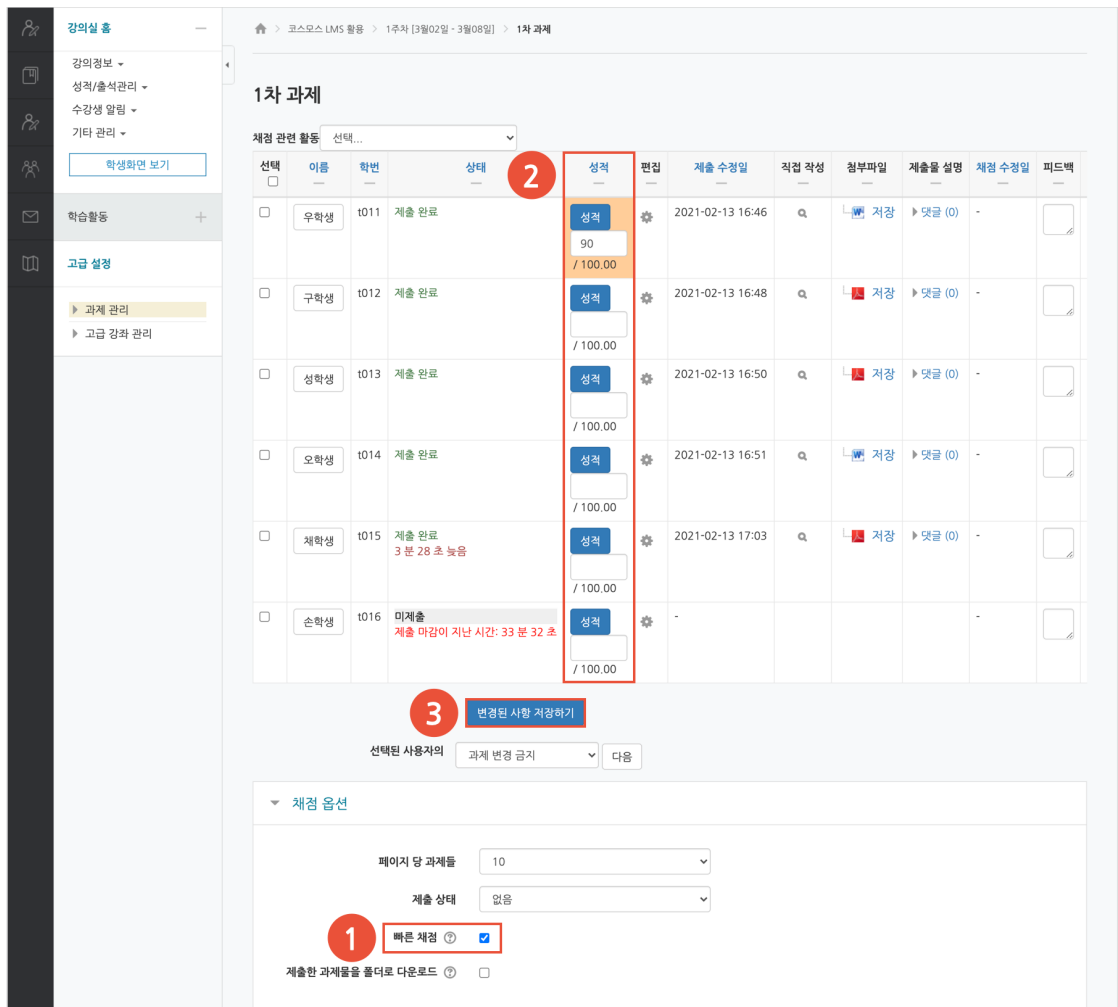 강의실 홈
강의정보
성적/출석관리
수강생 알림
기타 관리
학생화면 보기
학습활동
고급 설정
과제 관리
고급 강좌 관리
코스모스 LMS 활용 > 1주차 [3월02일 - 3월08일] > 1차 과제
1차 과제
채점 관련 활동 선택...
선택 이름 학번 상태 2 성적 편집 제출 수정일 직접 작성 첨부파일 제출물 설명 채점 수정일 피드백
우학생 t011 제출 완료 성적 2021-02-13 16:46 저장 댓글 (0) -
90
/ 100.00
구학생 t012 제출 완료 성적 2021-02-13 16:48 저장 댓글 (0) -
/ 100.00
성학생 t013 제출 완료 성적 2021-02-13 16:50 저장 댓글 (0) -
/ 100.00
오학생 t014 제출 완료 성적 2021-02-13 16:51 저장 댓글 (0) -
/ 100.00
채학생 t015 제출 완료 성적 2021-02-13 17:03 저장 댓글 (0) -
3 분 28 초 늦음
/ 100.00
손학생 t016 미제출 성적 - -
제출 마감이 지난 시간: 33 분 32 초
/ 100.00
3 변경된 사항 저장하기
선택된 사용자의 과제 변경 금지 다음
채점 옵션
페이지 당 과제들 10
제출 상태 없음
1 빠른 채점 ?
제출한 과제물을 폴더로 다운로드 ?